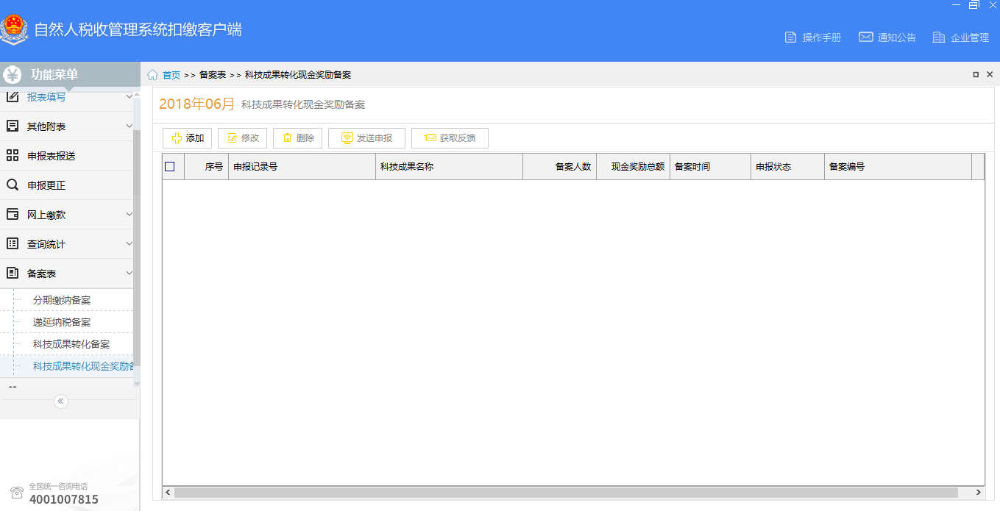 自然人税收管理系统扣缴客户端
操作手册 通知公告 企业管理
功能菜单
首页 >> 备案表 >> 科技成果转化现金奖励备案
报表填写
其他附表
申报表报送
申报更正
网上缴款
查询统计
备案表
分期缴纳备案
递延纳税备案
科技成果转化备案
科技成果转化现金奖励备
全国统一咨询电话
4001007815
2018年06月 科技成果转化现金奖励备案
添加 修改 删除 发送申报 获取反馈
序号 申报记录号 科技成果名称 备案人数 现金奖励总额 备案时间 申报状态 备案编号